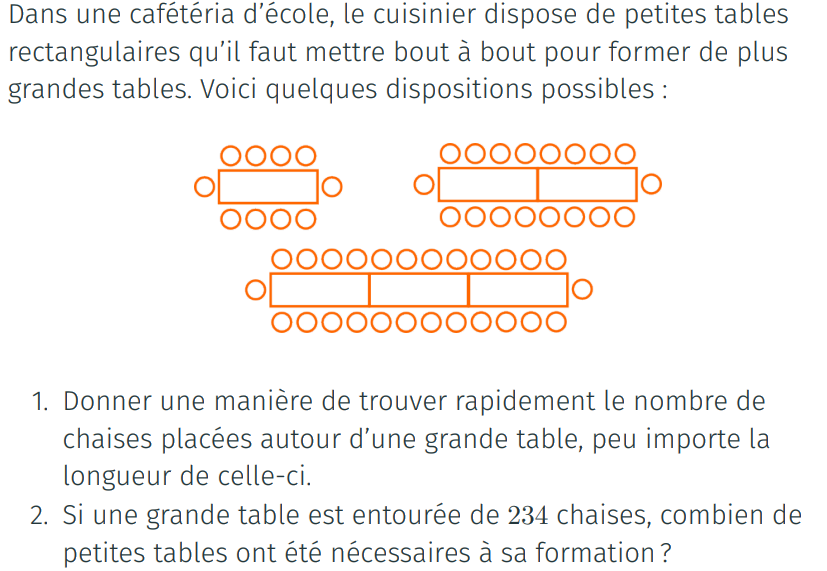 Dans une cafétéria d’école, le cuisinier dispose de petites tables
rectangulaires qu’il faut mettre bout à bout pour former de plus
grandes tables. Voici quelques dispositions possibles :
1. Donner une manière de trouver rapidement le nombre de
chaises placées autour d’une grande table, peu importe la
longueur de celle-ci.
2. Si une grande table est entourée de 234 chaises, combien de
petites tables ont été nécessaires à sa formation ?